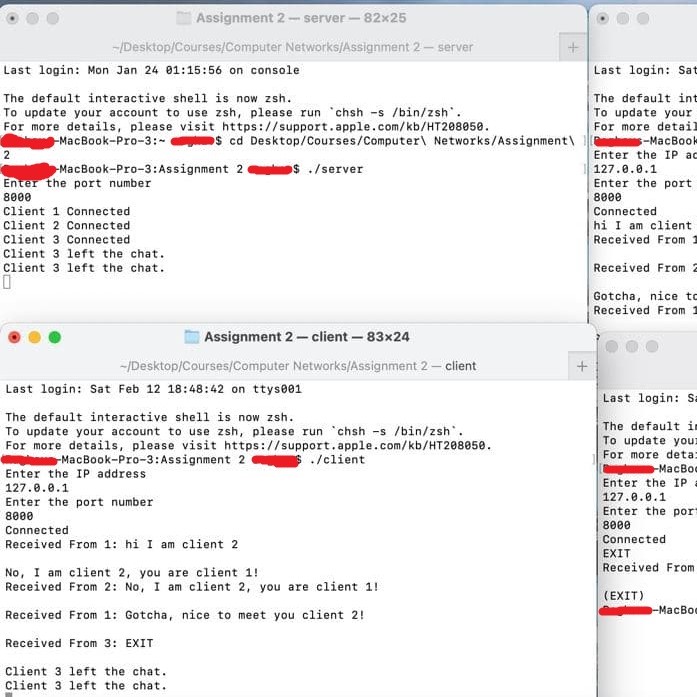 Assignment 2 — server — 82×25
~/Desktop/Courses/Computer Networks/Assignment 2 — server
+
Last login: Mon Jan 24 01:15:56 on console
The default interactive shell is now zsh.
To update your account to use zsh, please run `chsh -s /bin/zsh`.
For more details, please visit https://support.apple.com/kb/HT208050.
-MacBook-Pro-3:~ $ cd Desktop/Courses/Computer\ Networks/Assignment\
2
-MacBook-Pro-3:Assignment 2 $ ./server
Enter the port number
8000
Client 1 Connected
Client 2 Connected
Client 3 Connected
Client 3 left the chat.
Client 3 left the chat.
Last login: Sat
The default int
To update your
For more detail
-MacBoo
Enter the IP ad
127.0.0.1
Enter the port
8000
Connected
hi I am client
Received From 1
Received From 2
Gotcha, nice to
Received From 1
Assignment 2 — client — 83×24
~/Desktop/Courses/Computer Networks/Assignment 2 — client
+
Last login: Sat Feb 12 18:48:42 on ttys001
The default interactive shell is now zsh.
To update your account to use zsh, please run `chsh -s /bin/zsh`.
For more details, please visit https://support.apple.com/kb/HT208050.
-MacBook-Pro-3:Assignment 2 $ ./client
Enter the IP address
127.0.0.1
Enter the port number
8000
Connected
Received From 1: hi I am client 2
No, I am client 2, you are client 1!
Received From 2: No, I am client 2, you are client 1!
Received From 1: Gotcha, nice to meet you client 2!
Received From 3: EXIT
Client 3 left the chat.
Client 3 left the chat.
Last login: Sa
The default in
To update your
For more detai
-MacBo
Enter the IP a
127.0.0.1
Enter the port
8000
Connected
EXIT
Received From
(EXIT)
-MacBo